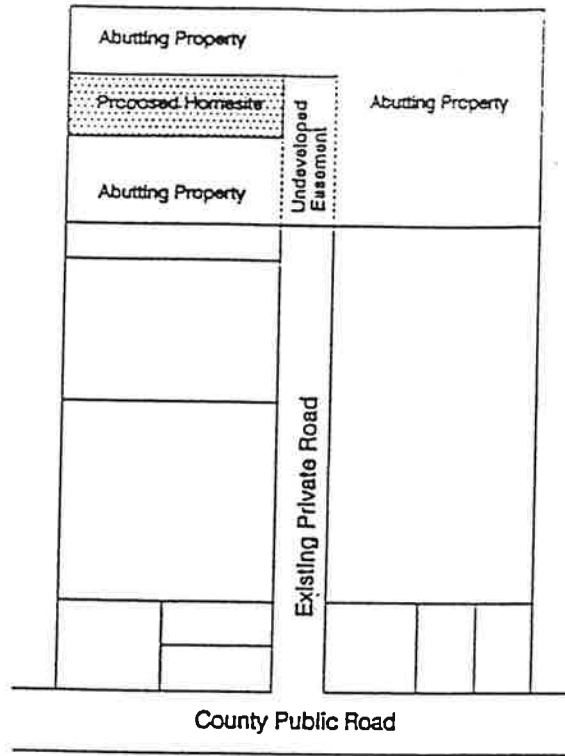 Abutting Property
Proposed Homesite
Abutting Property
Undeveloped
Easement
Abutting Property
Existing Private Road
County Public Road